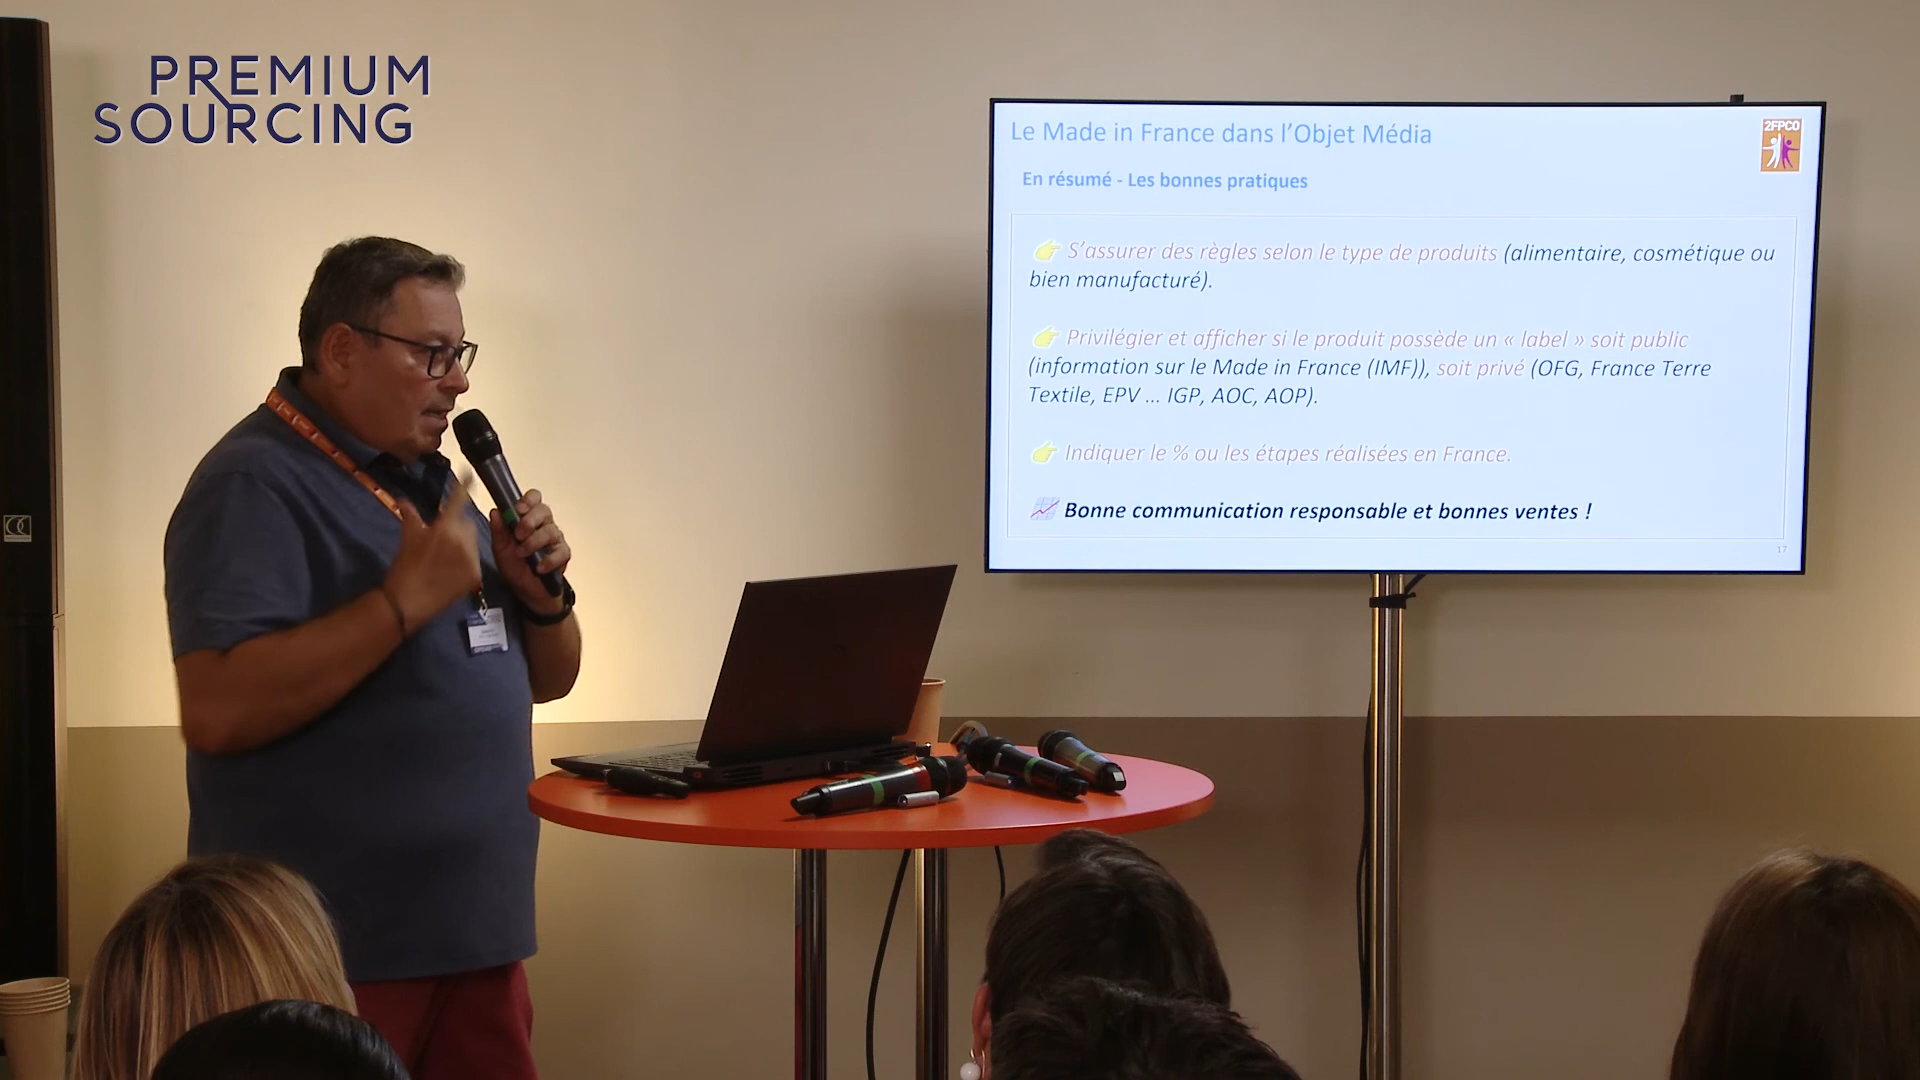 PREMIUM
SOURCING
Le Made in France dans l'Objet Média
2FPCO
En résumé - Les bonnes pratiques
👉 S'assurer des règles selon le type de produits (alimentaire, cosmétique ou
bien manufacturé).
👉 Privilégier et afficher si le produit possède un « label » soit public
(information sur le Made in France (IMF)), soit privé (OFG, France Terre
Textile, EPV ... IGP, AOC, AOP).
👉 Indiquer le % ou les étapes réalisées en France.
📈 Bonne communication responsable et bonnes ventes !
17